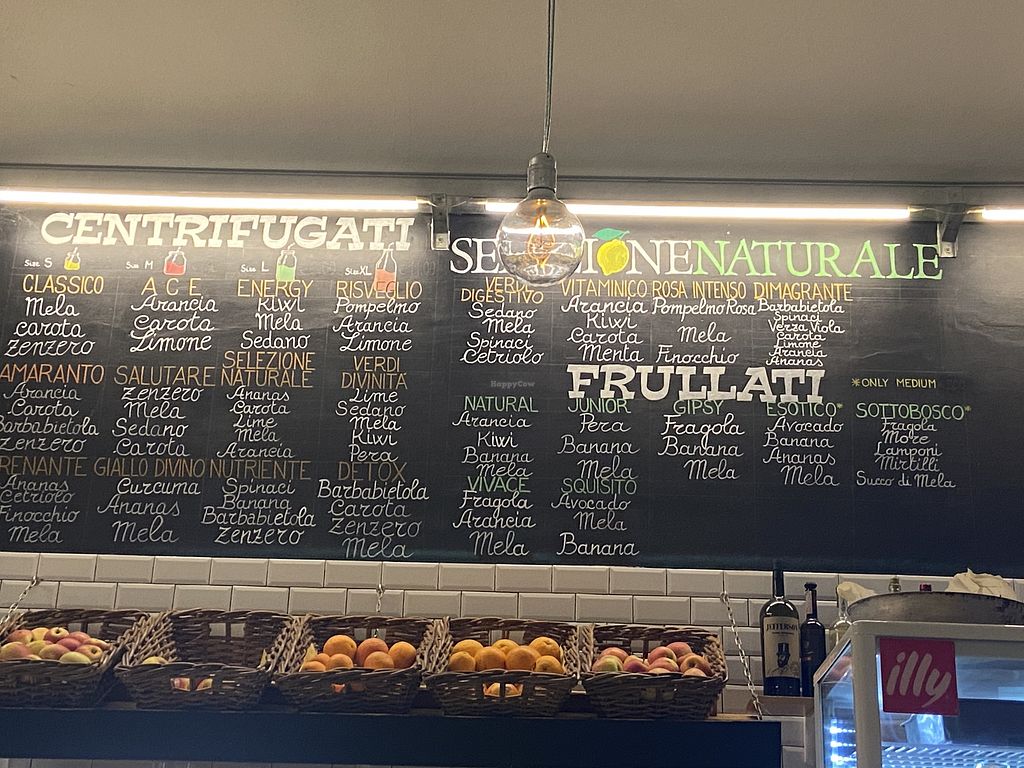 CENTRIFUGATI
Size S
Size M
Size L
Size XL
CLASSICO
Mela
carota
zenzero
ACE
Arancia
Carota
Limone
ENERGY
Kiwi
Mela
Sedano
RISVEGLIO
Pompelmo
Arancia
Limone
AMARANTO
Arancia
Carota
Barbabietola
zenzero
SALUTARE
zenzero
Mela
Sedano
Carota
SELEZIONE
NATURALE
Ananas
Carota
Lime
Mela
Arancia
VERDI
DIVINITÀ
Lime
Sedano
Mela
Kiwi
Pera
RENANTE
Ananas
Cetriolo
Finocchio
Mela
GIALLO DIVINO
Curcuma
Ananas
Mela
NUTRIENTE
Spinaci
Banana
Barbabietola
zenzero
DETOX
Barbabietola
Carota
Zenzero
Mela
SELEZIONENATURALE
VERDE
DIGESTIVO
Sedano
Mela
Kiwi
Spinaci
Cetriolo
VITAMINICO
Arancia
Kiwi
Carota
Menta
ROSA INTENSO
Pompelmo Rosa
Mela
Finocchio
DIMAGRANTE
Barbabietola
Spinaci
Verza Viola
Carota
Limone
Arancia
Ananas
HappyCow
FRULLATI
*ONLY MEDIUM
NATURAL
Arancia
Kiwi
Banana
Mela
JUNIOR
Pera
Banana
Mela
GIPSY
Fragola
Banana
Mela
ESOTICO*
Avocado
Banana
Ananas
Mela
SOTTOBOSCO*
Fragola
More
Lamponi
Mirtilli
Succo di Mela
VIVACE
Fragola
Arancia
Mela
SQUISITO
Avocado
Mela
Banana
JEFFERSON
illy